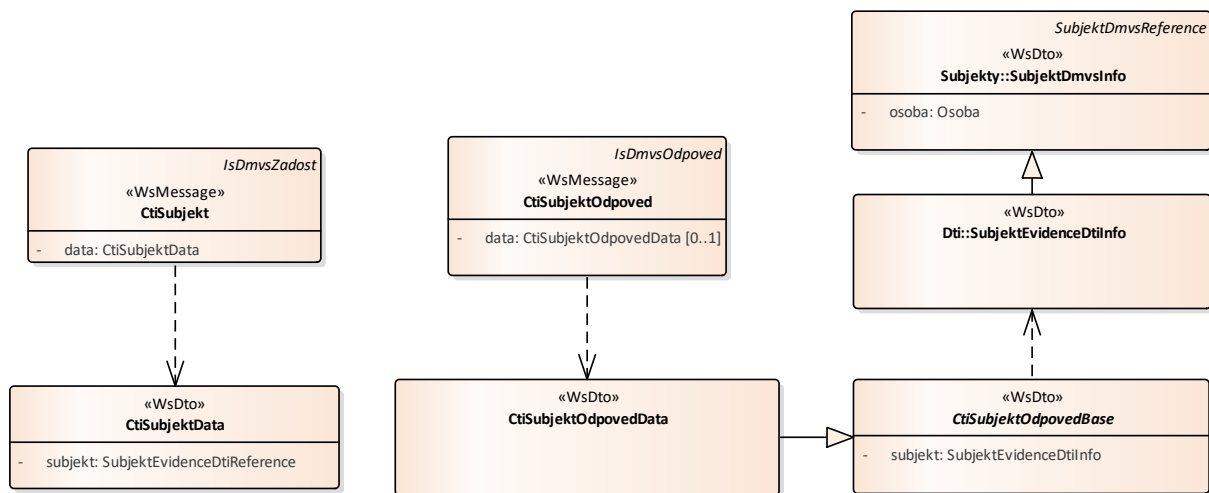 SubjektDmvsReference
«WsDto»
Subjekty::SubjektDmvsInfo
- osoba: Osoba
IsDmvsZadost
«WsMessage»
CtiSubjekt
- data: CtiSubjektData
IsDmvsOdpoved
«WsMessage»
CtiSubjektOdpoved
- data: CtiSubjektOdpovedData [0..1]
«WsDto»
Dti::SubjektEvidenceDtiInfo
«WsDto»
CtiSubjektData
- subjekt: SubjektEvidenceDtiReference
«WsDto»
CtiSubjektOdpovedData
«WsDto»
CtiSubjektOdpovedBase
- subjekt: SubjektEvidenceDtiInfo